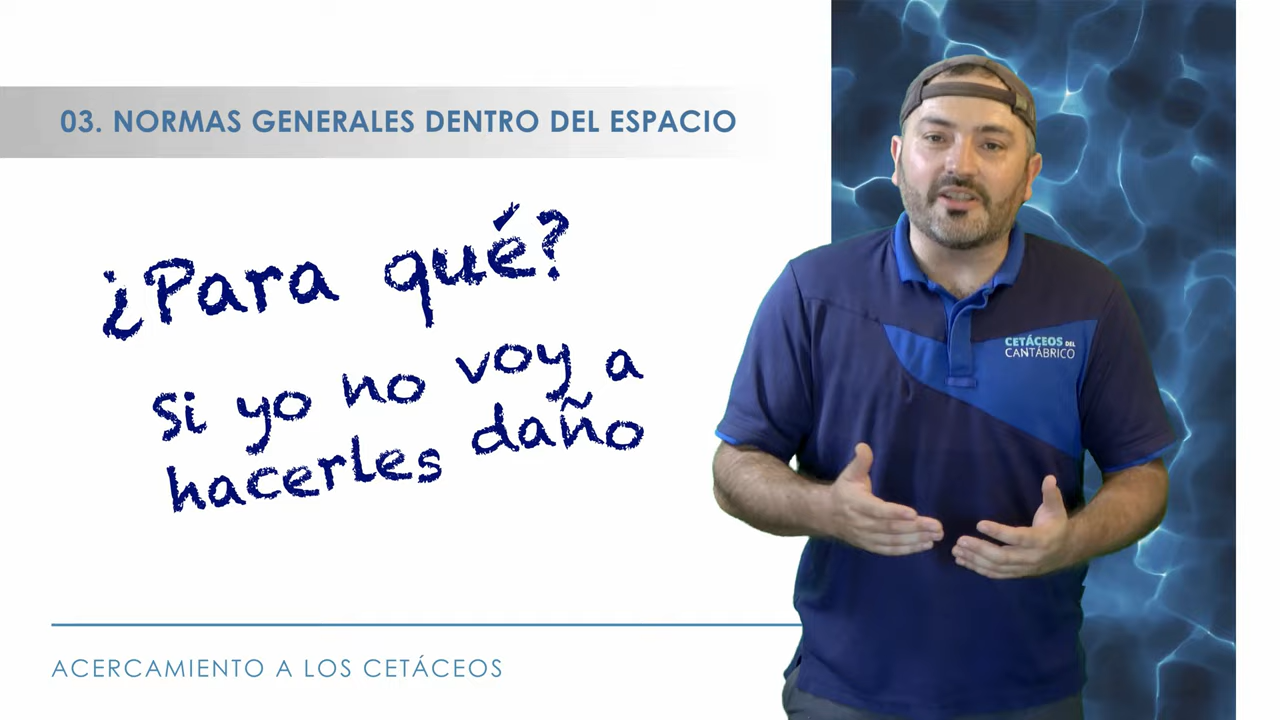 03. NORMAS GENERALES DENTRO DEL ESPACIO
¿Para qué?
Si yo no voy a
hacerles daño
CETÁCEOS DEL
CANTÁBRICO
ACERCAMIENTO A LOS CETÁCEOS